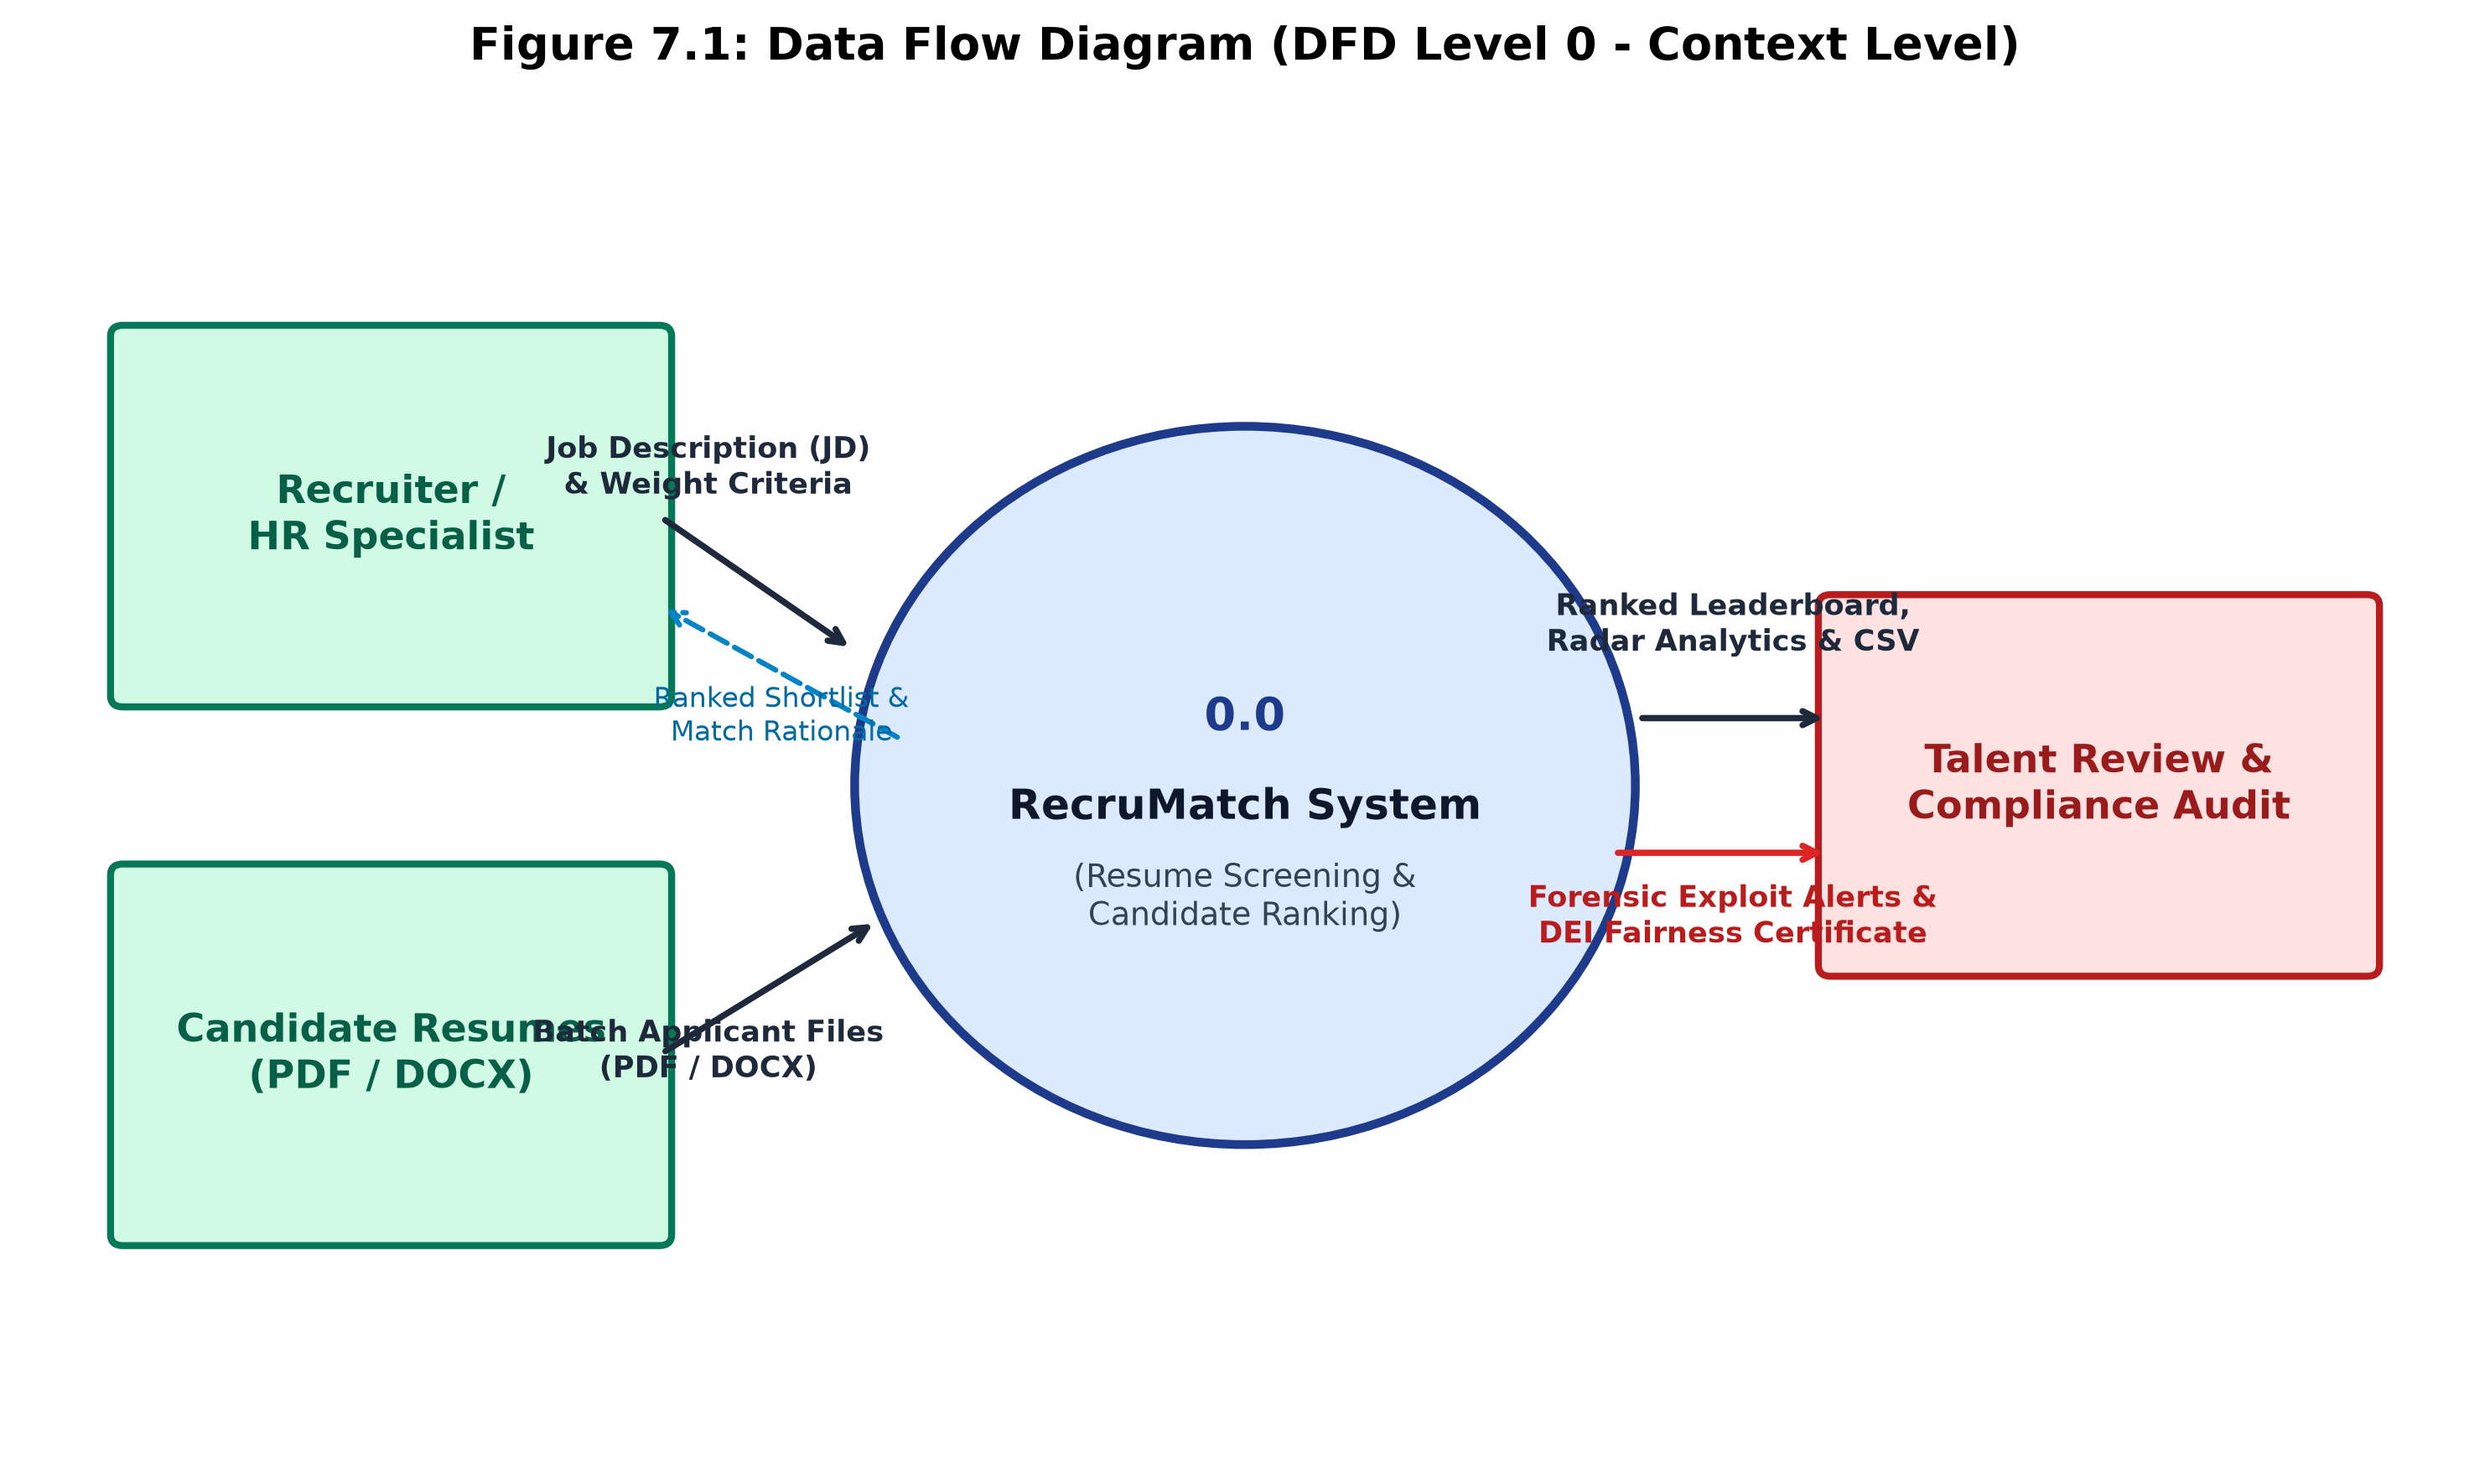 Figure 7.1: Data Flow Diagram (DFD Level 0 - Context Level)
Recruiter /
HR Specialist
Job Description (JD)
& Weight Criteria
Ranked Shortlist &
Match Rationale
Candidate Resumes
(PDF / DOCX)
Batch Applicant Files
(PDF / DOCX)
0.0
RecruMatch System
(Resume Screening &
Candidate Ranking)
Ranked Leaderboard,
Radar Analytics & CSV
Talent Review &
Compliance Audit
Forensic Exploit Alerts &
DEI Fairness Certificate